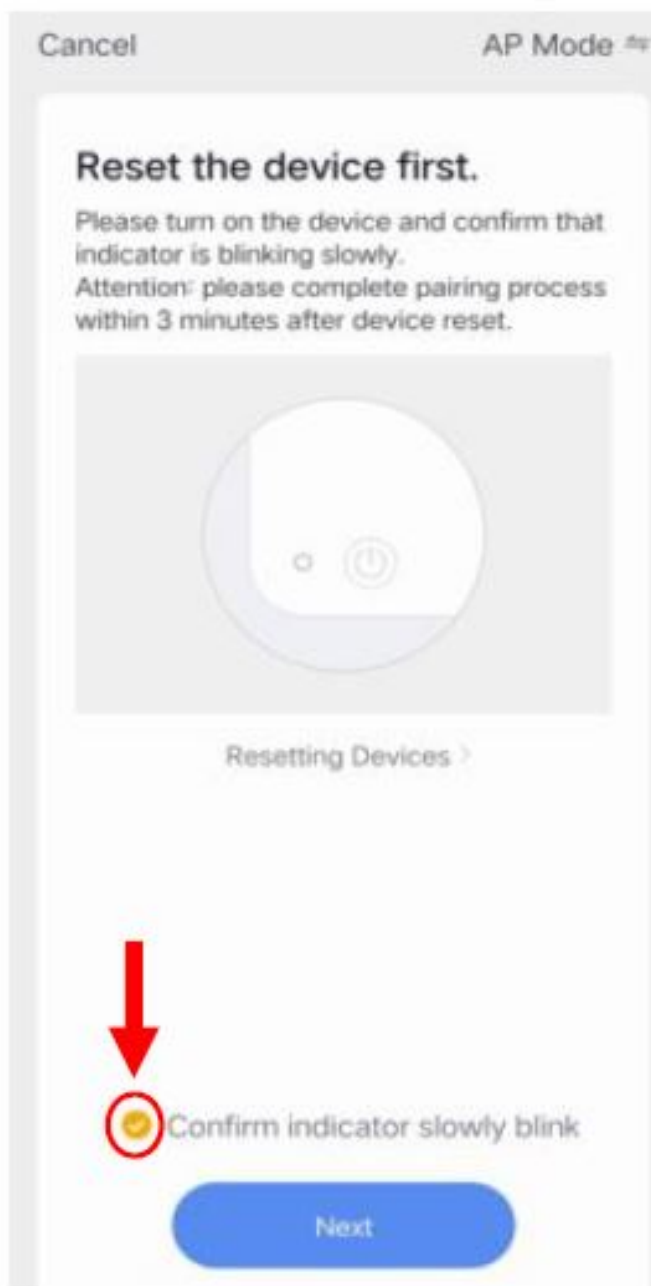 Cancel
AP Mode
Reset the device first.
Please turn on the device and confirm that
indicator is blinking slowly.
Attention: please complete pairing process
within 3 minutes after device reset.
Resetting Devices >
Confirm indicator slowly blink
Next